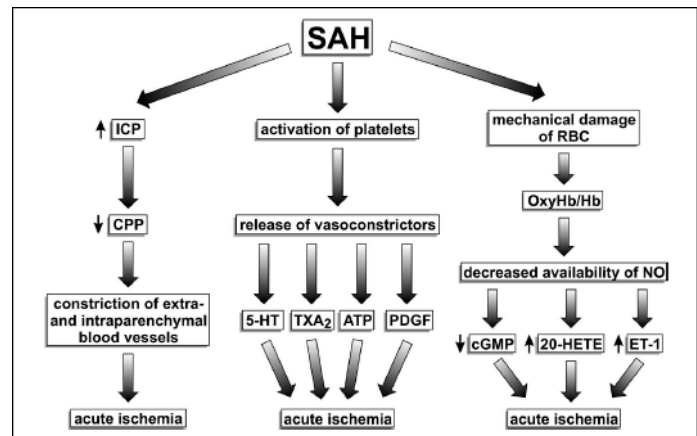 SAH
↑ ICP
activation of platelets
mechanical damage
of RBC
OxyHb/Hb
↓ CPP
release of vasoconstrictors
decreased availability of NO
constriction of extra-
and intraparenchymal
blood vessels
5-HT TXA₂ ATP PDGF
↓ cGMP ↑ 20-HETE ↑ ET-1
acute ischemia
acute ischemia
acute ischemia